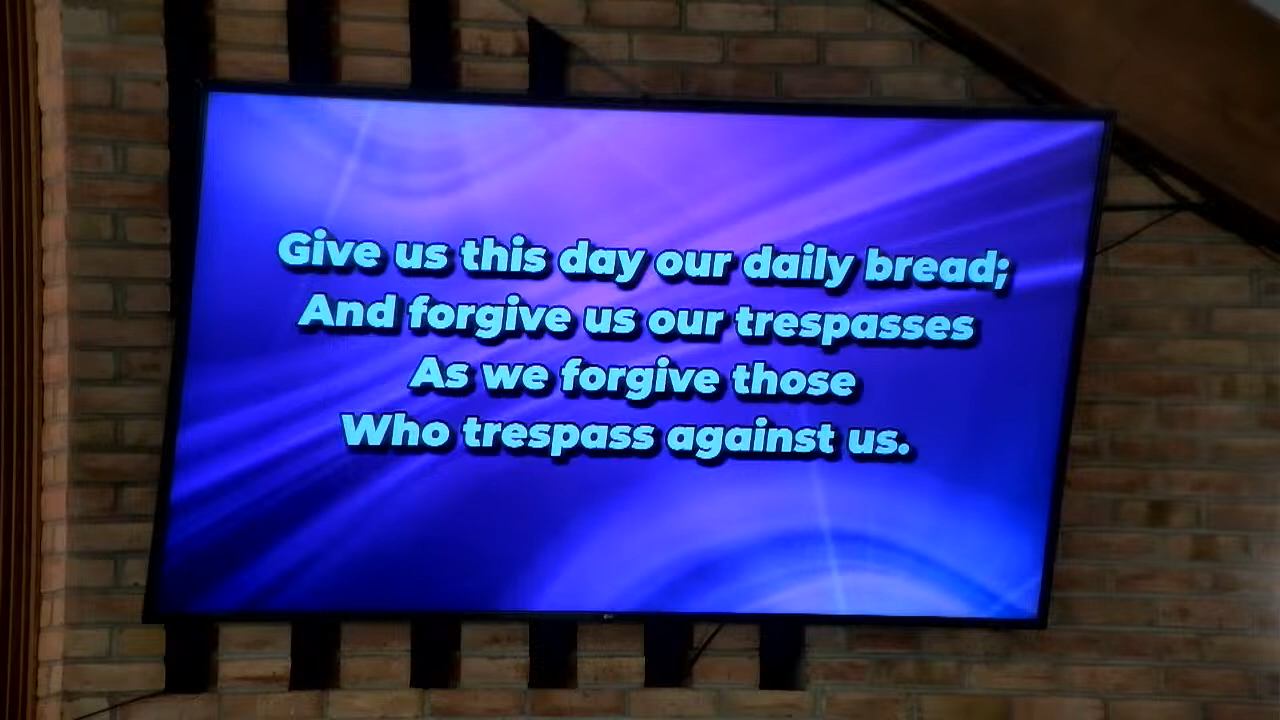 Give us this day our daily bread;
And forgive us our trespasses
As we forgive those
Who trespass against us.